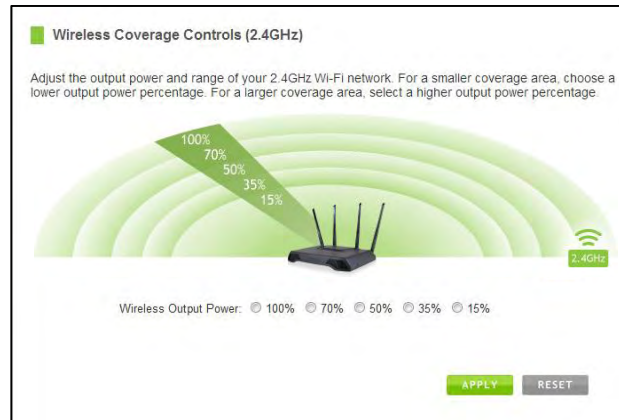 Wireless Coverage Controls (2.4GHz)
Adjust the output power and range of your 2.4GHz Wi-Fi network. For a smaller coverage area, choose a
lower output power percentage. For a larger coverage area, select a higher output power percentage.
100%
70%
50%
35%
15%
2.4GHz
Wireless Output Power: 100% 70% 50% 35% 15%
APPLY RESET